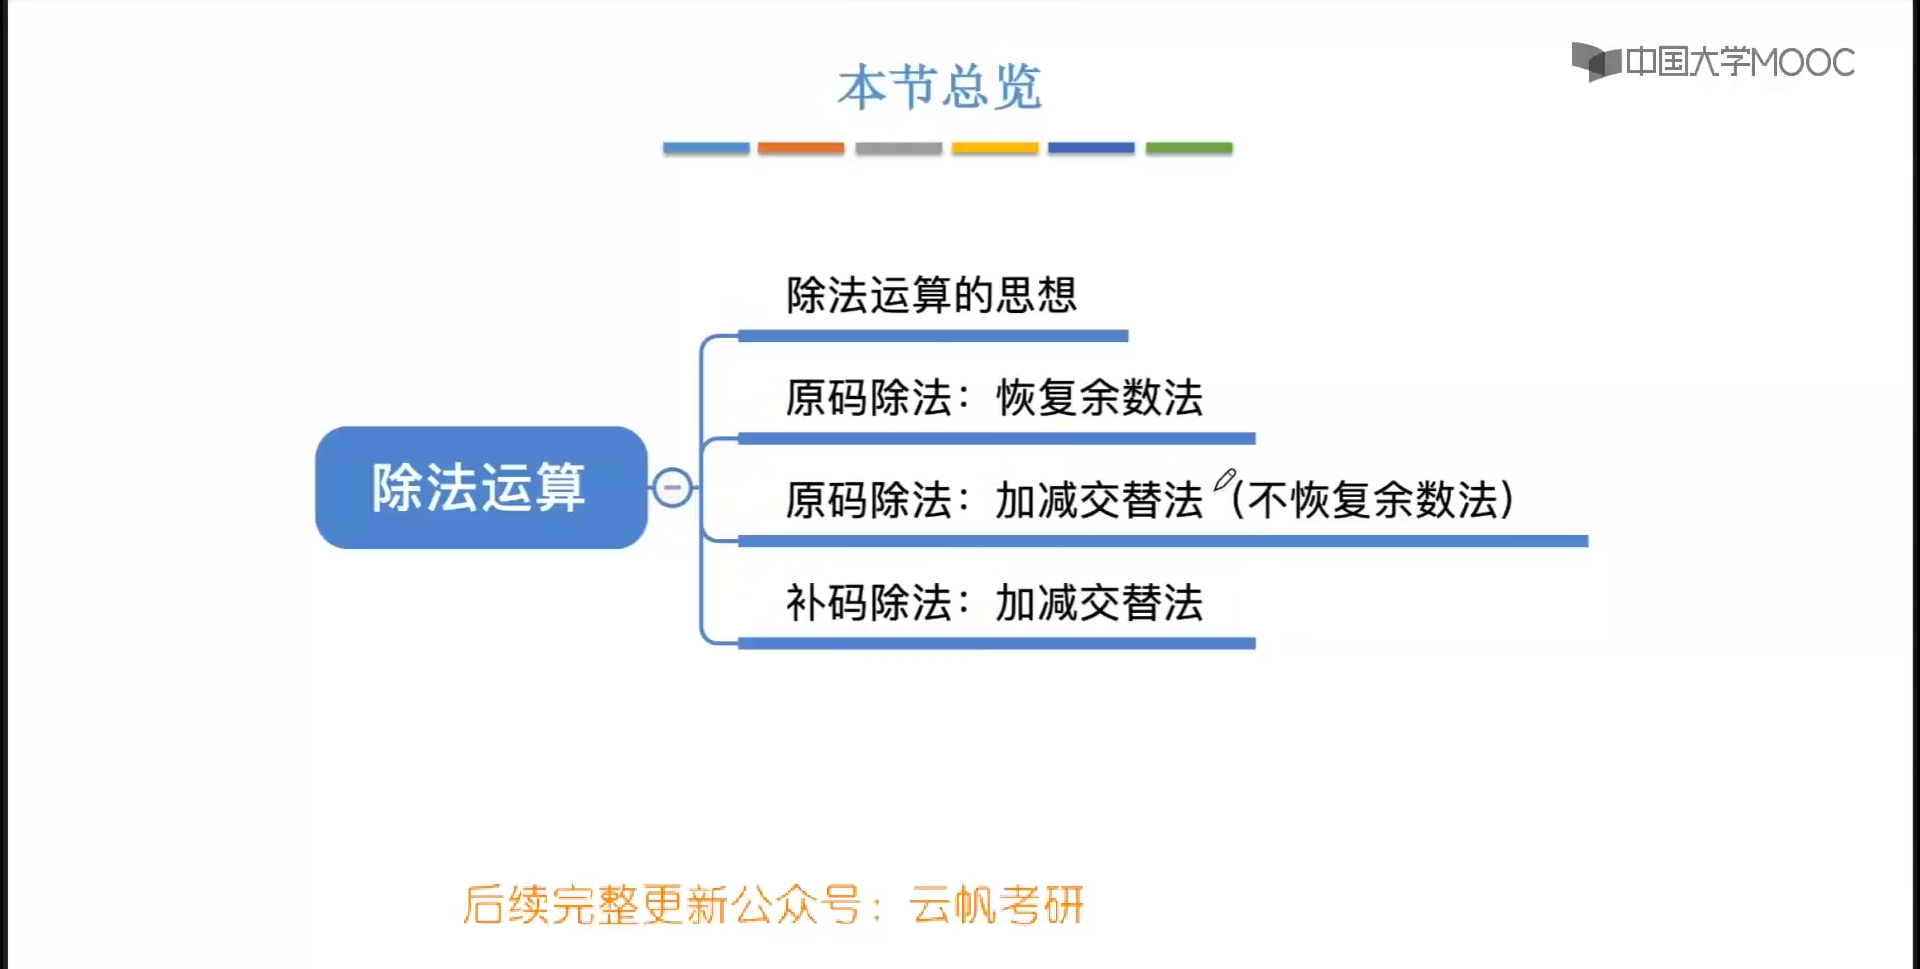 中国大学MOOC
本节总览
除法运算的思想
原码除法：恢复余数法
除法运算
原码除法：加减交替法（不恢复余数法）
补码除法：加减交替法
后续完整更新公众号：云帆考研